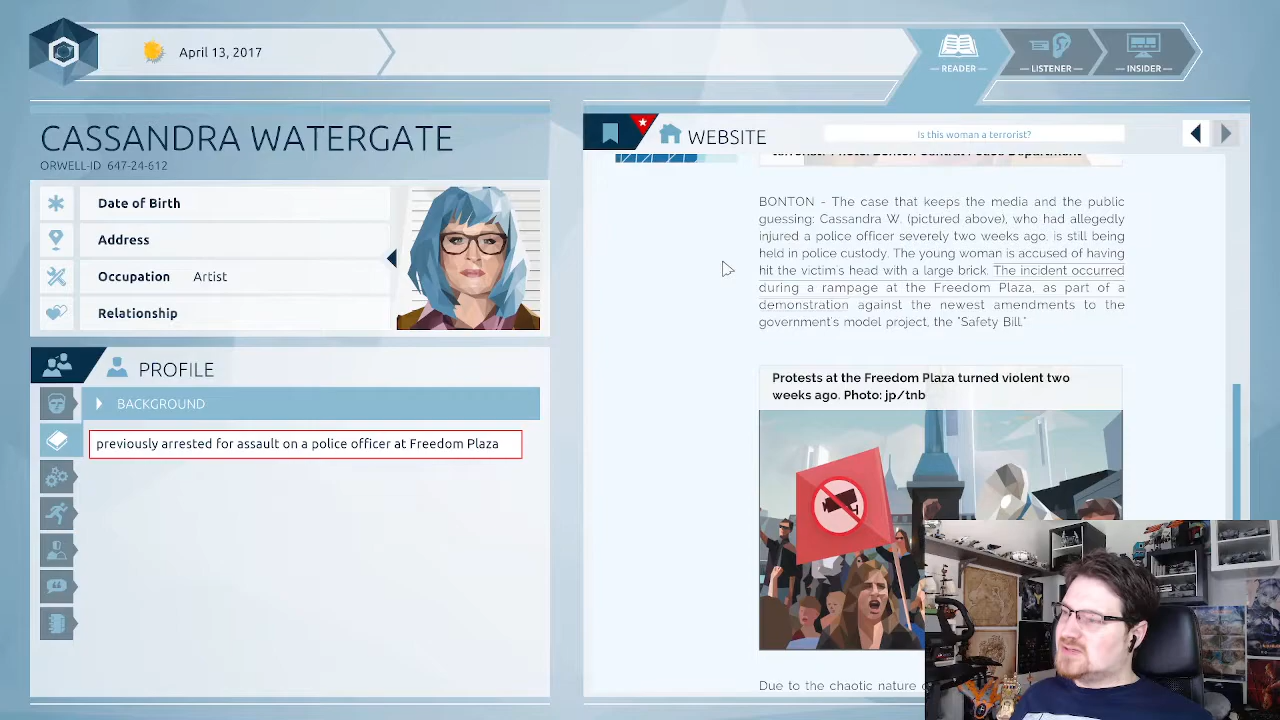 April 13, 2017
READER
LISTENER
INSIDER
CASSANDRA WATERGATE
ORWELL-ID 647-24-612
Date of Birth
Address
Occupation Artist
Relationship
PROFILE
BACKGROUND
previously arrested for assault on a police officer at Freedom Plaza
WEBSITE
Is this woman a terrorist?
BONTON - The case that keeps the media and the public
guessing: Cassandra W. (pictured above), who had allegedly
injured a police officer severely two weeks ago, is still being
held in police custody. The young woman is accused of having
hit the victim's head with a large brick. The incident occurred
during a rampage at the Freedom Plaza, as part of a
demonstration against the newest amendments to the
government's model project, the "Safety Bill."
Protests at the Freedom Plaza turned violent two
weeks ago. Photo: jp/tnb
Due to the chaotic nature